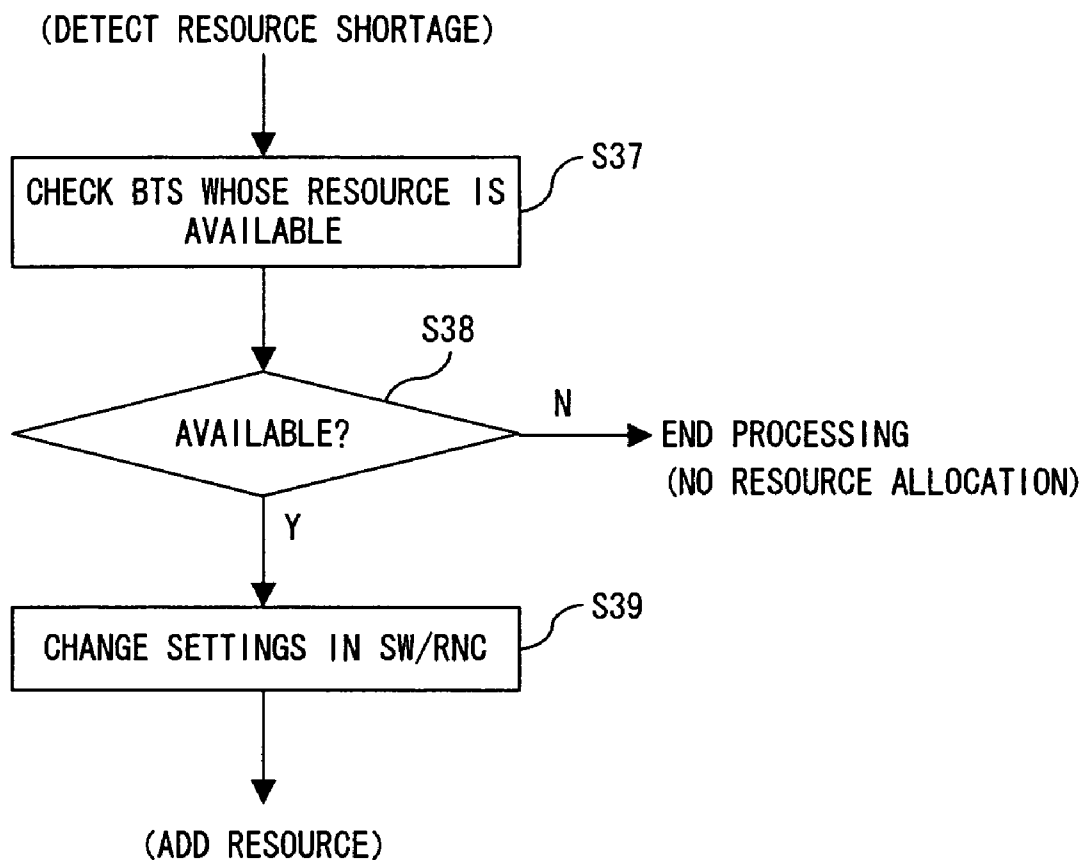 (DETECT RESOURCE SHORTAGE)
S37
CHECK BTS WHOSE RESOURCE IS
AVAILABLE
S38
AVAILABLE?
N
END PROCESSING
(NO RESOURCE ALLOCATION)
Y
S39
CHANGE SETTINGS IN SW/RNC
(ADD RESOURCE)